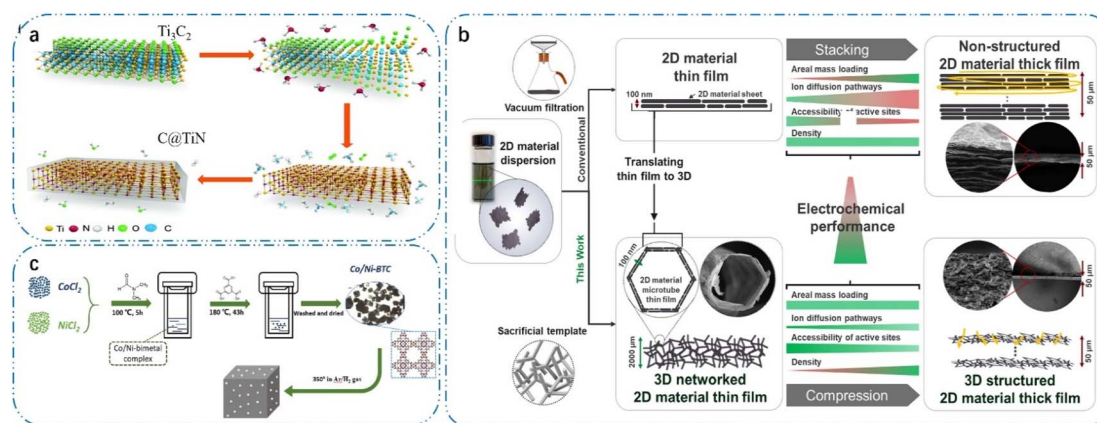 a
Ti₃C₂
C@TiN
Ti N H O C
b
Vacuum filtration
2D material
dispersion
Conventional
This Work
Sacrificial template
2D material
thin film
100 nm
2D material sheet
Translating
thin film to 3D
100 nm
2D material
microtube
thin film
2000 µm
3D networked
2D material thin film
Stacking
Areal mass loading
Ion diffusion pathways
Accessibility of active sites
Density
Electrochemical
performance
Areal mass loading
Ion diffusion pathways
Accessibility of active sites
Density
Compression
Non-structured
2D material thick film
50 µm
50 µm
50 µm
50 µm
3D structured
2D material thick film
c
CoCl₂
NiCl₂
100 ℃, 5h
Co/Ni-bimetal
complex
180 ℃, 43h
Co/Ni-BTC
Washed and dried
350° in Ar/H₂ gas